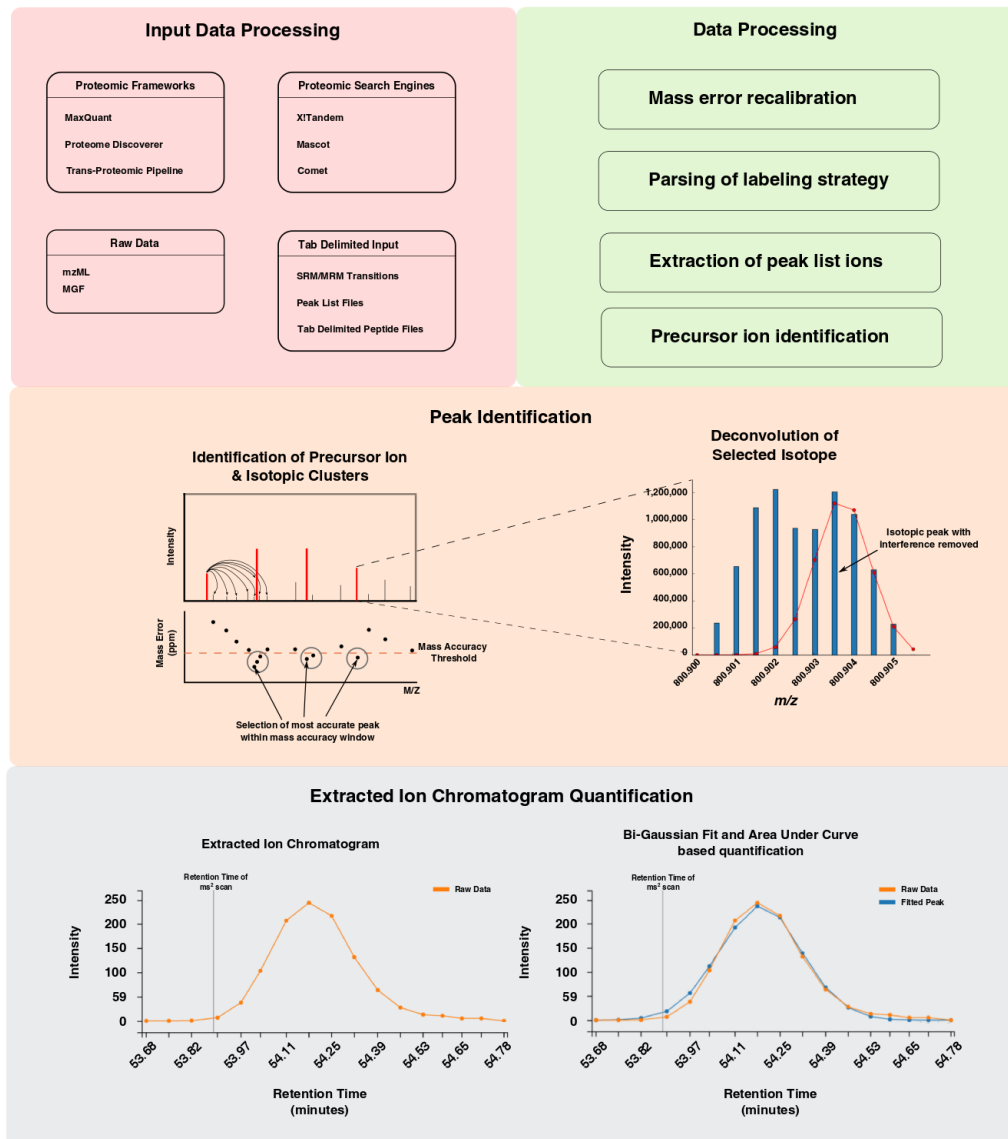 Input Data Processing
Proteomic Frameworks
MaxQuant
Proteome Discoverer
Trans-Proteomic Pipeline
Proteomic Search Engines
X!Tandem
Mascot
Comet
Raw Data
mzML
MGF
Tab Delimited Input
SRM/MRM Transitions
Peak List Files
Tab Delimited Peptide Files
Data Processing
Mass error recalibration
Parsing of labeling strategy
Extraction of peak list ions
Precursor ion identification
Peak Identification
Identification of Precursor Ion
& Isotopic Clusters
Intensity
Mass Error
(ppm)
Mass Accuracy
Threshold
M/Z
Selection of most accurate peak
within mass accuracy window
Deconvolution of
Selected Isotope
Intensity
1,200,000
1,000,000
800,000
600,000
400,000
200,000
0
Isotopic peak with
interference removed
800.900
800.901
800.902
800.903
800.904
800.905
m/z
Extracted Ion Chromatogram Quantification
Extracted Ion Chromatogram
Retention Time of
ms² scan
Raw Data
Intensity
250
200
150
100
59
0
53.68
53.82
53.97
54.11
54.25
54.39
54.53
54.65
54.78
Retention Time
(minutes)
Bi-Gaussian Fit and Area Under Curve
based quantification
Retention Time of
ms² scan
Raw Data
Fitted Peak
Intensity
250
200
150
100
59
0
53.68
53.82
53.97
54.11
54.25
54.39
54.53
54.65
54.78
Retention Time
(minutes)